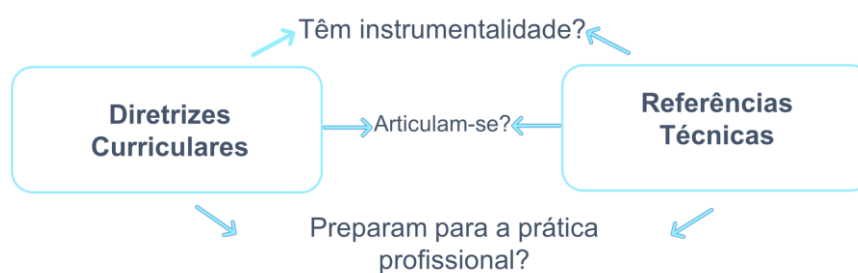 Têm instrumentalidade?
Diretrizes
Curriculares
Articulam-se?
Referências
Técnicas
Preparam para a prática
profissional?